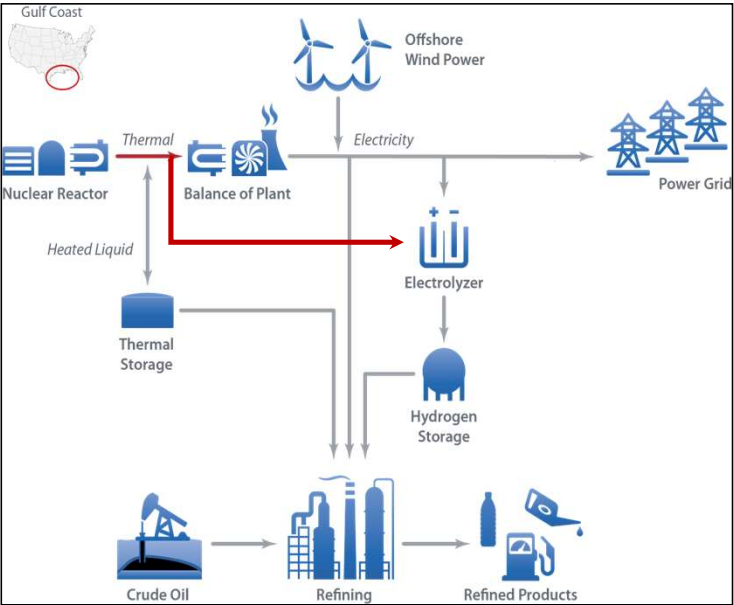 Gulf Coast
Offshore
Wind Power
Thermal
Electricity
Nuclear Reactor
Balance of Plant
Power Grid
Heated Liquid
+ -
Electrolyzer
Thermal
Storage
Hydrogen
Storage
Crude Oil
Refining
Refined Products